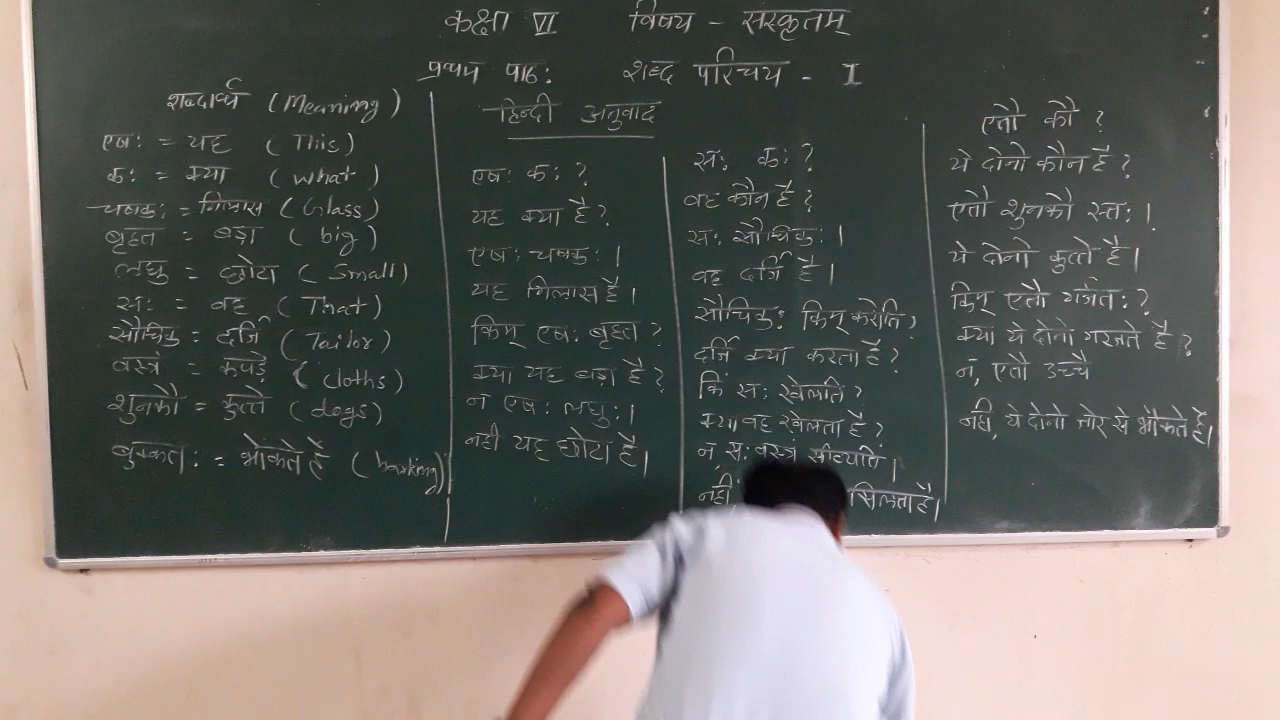 कक्षा VI विषय - संस्कृतम्
प्रथम पाठ: शब्द परिचय - I
शब्दार्थ (Meaning)
एष: = यह (This)
क: = क्या (what)
चषक: = गिलास (Glass)
बृहत = बड़ा (big)
लघु = छोटा (Small)
स: = वह (That)
सौचिक = दर्जि (Tailor)
वस्त्रं = कपड़े (cloths)
शुनकौ = कुत्ते (dogs)
बुक्कत: = भौकते हैं (barking)
हिन्दी अनुवाद
एष: क: ?
यह क्या है?
एष: चषक: ।
यह गिलास है।
किम् एष: बृहत ?
क्या यह बड़ा है?
न एष: लघु: ।
नही यह छोटा है।
स: क: ?
वह कौन है?
स: सौचिक: ।
वह दर्जि है।
सौचिक: किम् करोति?
दर्जि क्या करता है?
किं स: खेलति?
क्या वह खेलता है?
न, स: वस्त्रं सीव्यति ।
नही सिलता है।
एतौ कौ ?
ये दोनो कौन है?
एतौ शुनकौ स्त: ।
ये दोनो कुत्ते है।
किम् एतौ गर्जत: ?
क्या ये दोनो गरजते है?
न, एतौ उच्चै
नही, ये दोनो जोर से भौकते हैं।